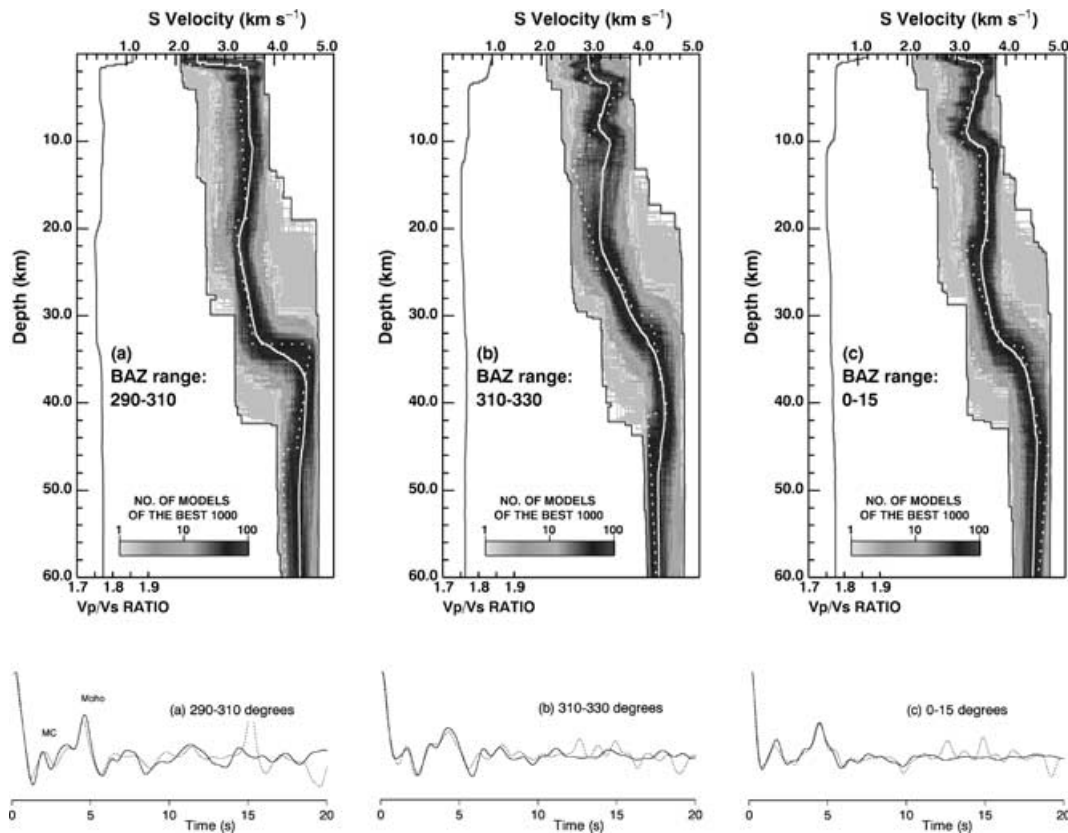 S Velocity (km s⁻¹)
1.0 2.0 3.0 4.0 5.0
10.0
20.0
30.0
40.0
50.0
60.0
Depth (km)
(a)
BAZ range:
290-310
NO. OF MODELS
OF THE BEST 1000
1 10 100
1.7 1.8 1.9
Vp/Vs RATIO
S Velocity (km s⁻¹)
1.0 2.0 3.0 4.0 5.0
10.0
20.0
30.0
40.0
50.0
60.0
Depth (km)
(b)
BAZ range:
310-330
NO. OF MODELS
OF THE BEST 1000
1 10 100
1.7 1.8 1.9
Vp/Vs RATIO
S Velocity (km s⁻¹)
1.0 2.0 3.0 4.0 5.0
10.0
20.0
30.0
40.0
50.0
60.0
Depth (km)
(c)
BAZ range:
0-15
NO. OF MODELS
OF THE BEST 1000
1 10 100
1.7 1.8 1.9
Vp/Vs RATIO
MC
Moho
(a) 290-310 degrees
0 5 10 15 20
Time (s)
(b) 310-330 degrees
0 5 10 15 20
Time (s)
(c) 0-15 degrees
0 5 10 15 20
Time (s)